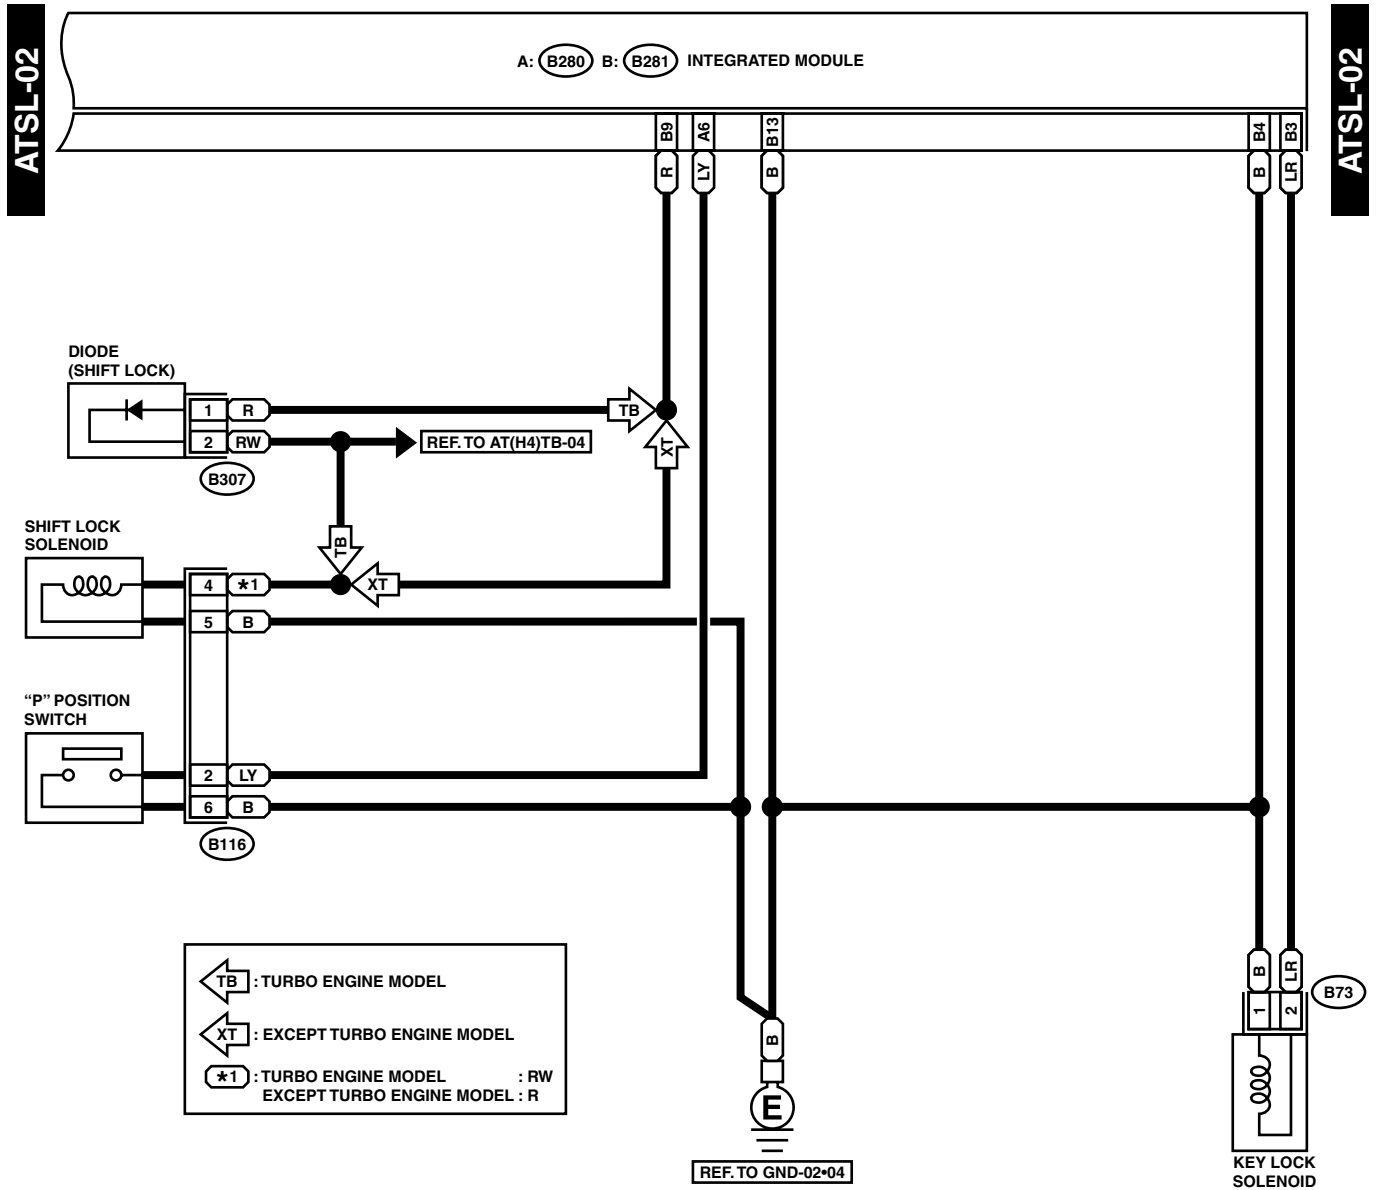 ATSL-02
ATSL-02
A: B280 B: B281 INTEGRATED MODULE
B9
A6
B13
B4
B3
R
LY
B
B
LR
DIODE
(SHIFT LOCK)
1 R
TB
2 RW
REF. TO AT(H4)TB-04
XT
B307
SHIFT LOCK
SOLENOID
TB
4 *1
XT
5 B
“P” POSITION
SWITCH
2 LY
6 B
B116
TB : TURBO ENGINE MODEL
XT : EXCEPT TURBO ENGINE MODEL
*1 : TURBO ENGINE MODEL : RW
EXCEPT TURBO ENGINE MODEL : R
B
E
REF. TO GND-02•04
B
LR
B73
1
2
KEY LOCK
SOLENOID